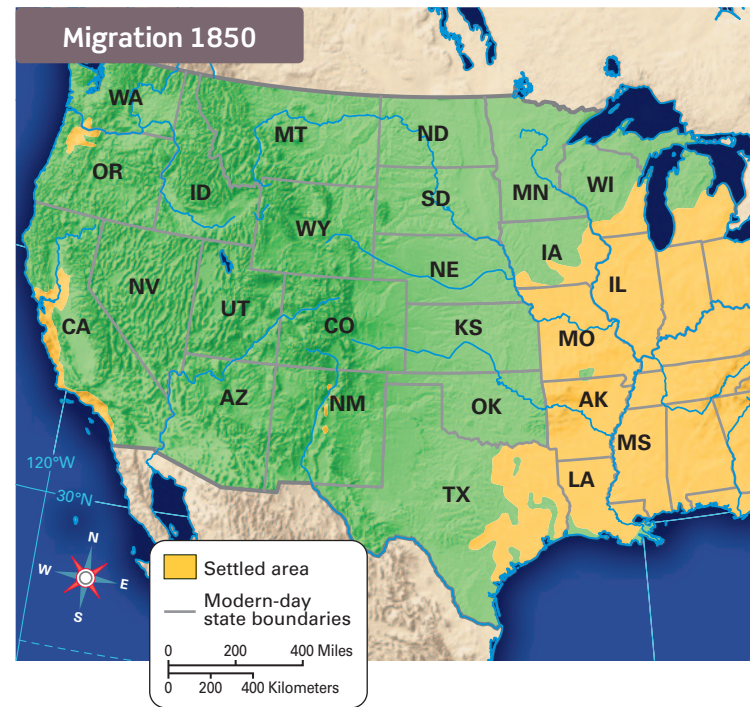 Migration 1850
WA
MT
ND
OR
ID
MN
WI
SD
WY
IA
NE
IL
NV
UT
CA
CO
KS
MO
AZ
NM
OK
AK
MS
LA
TX
120°W
30°N
N
W
E
S
Settled area
Modern-day
state boundaries
0 200 400 Miles
0 200 400 Kilometers